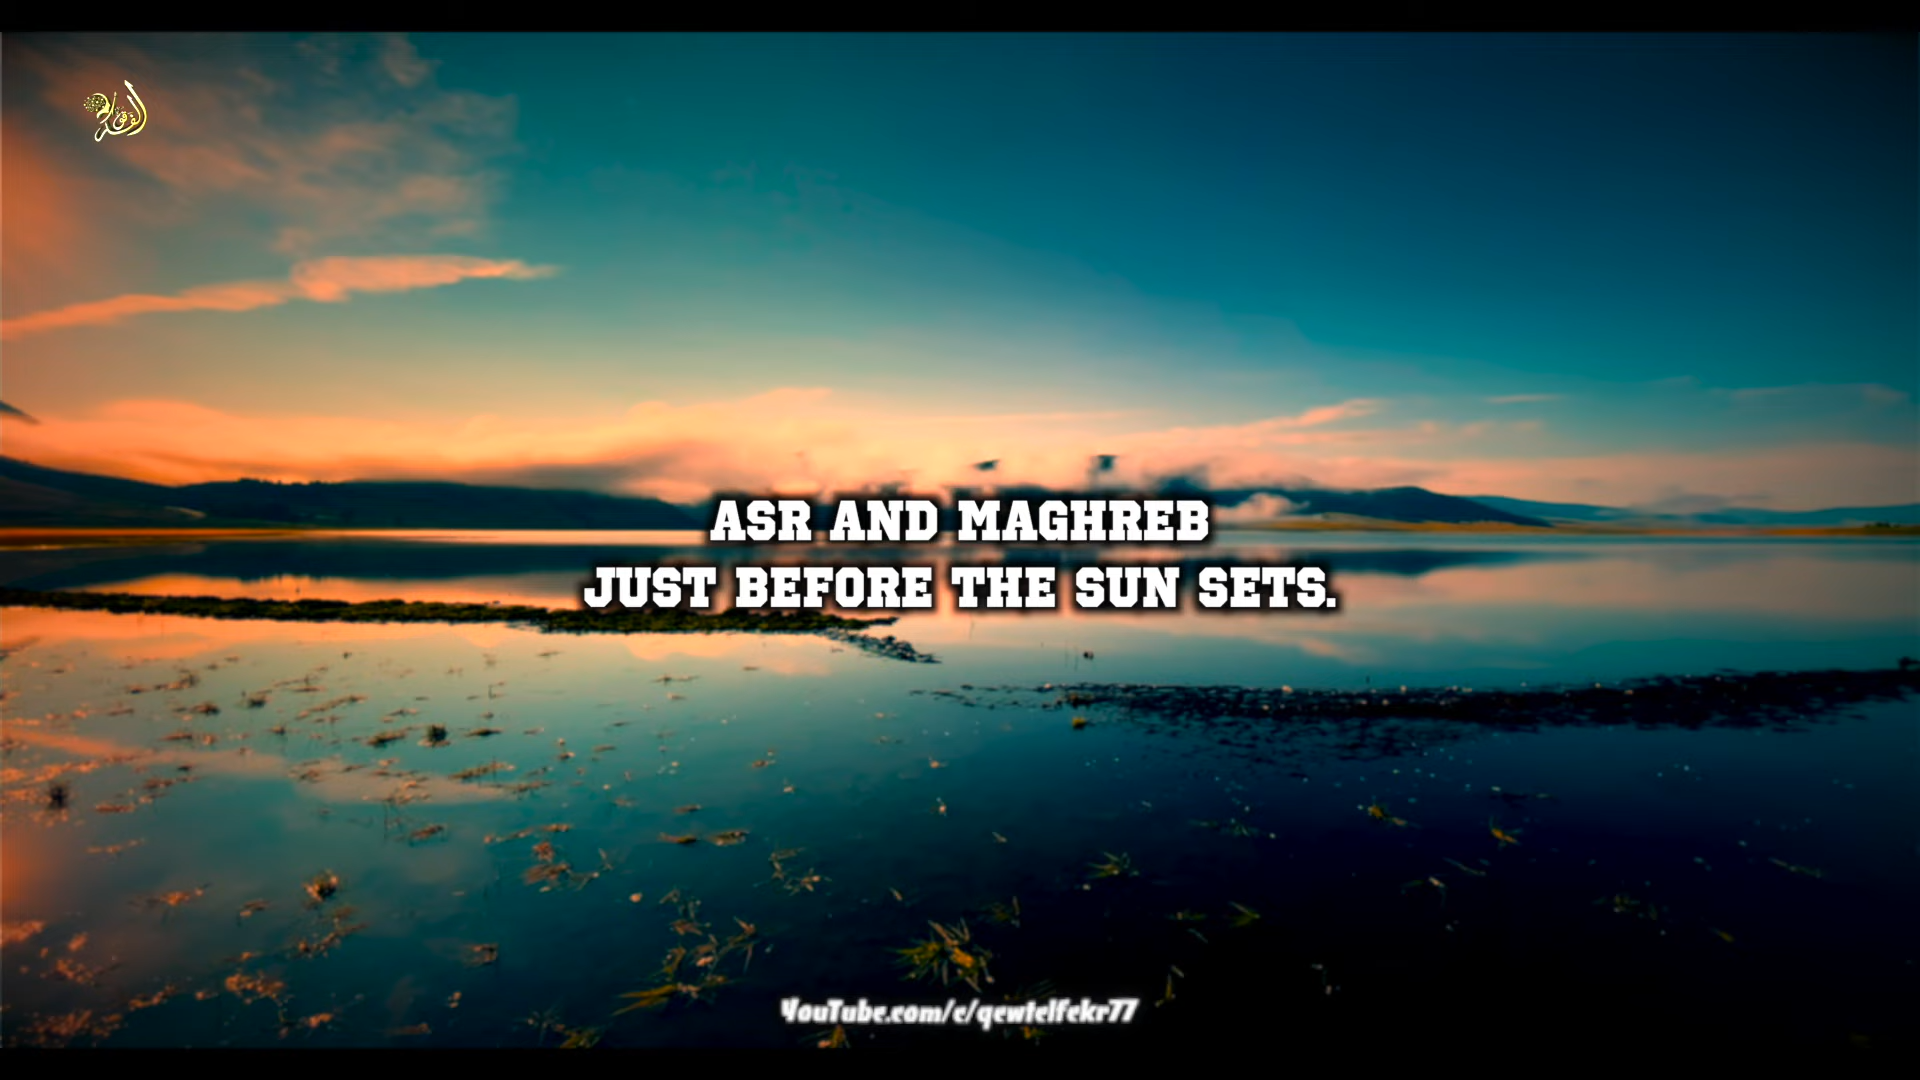 ASR AND MAGHREB
JUST BEFORE THE SUN SETS.
YouTube.com/c/qewtelfekr77